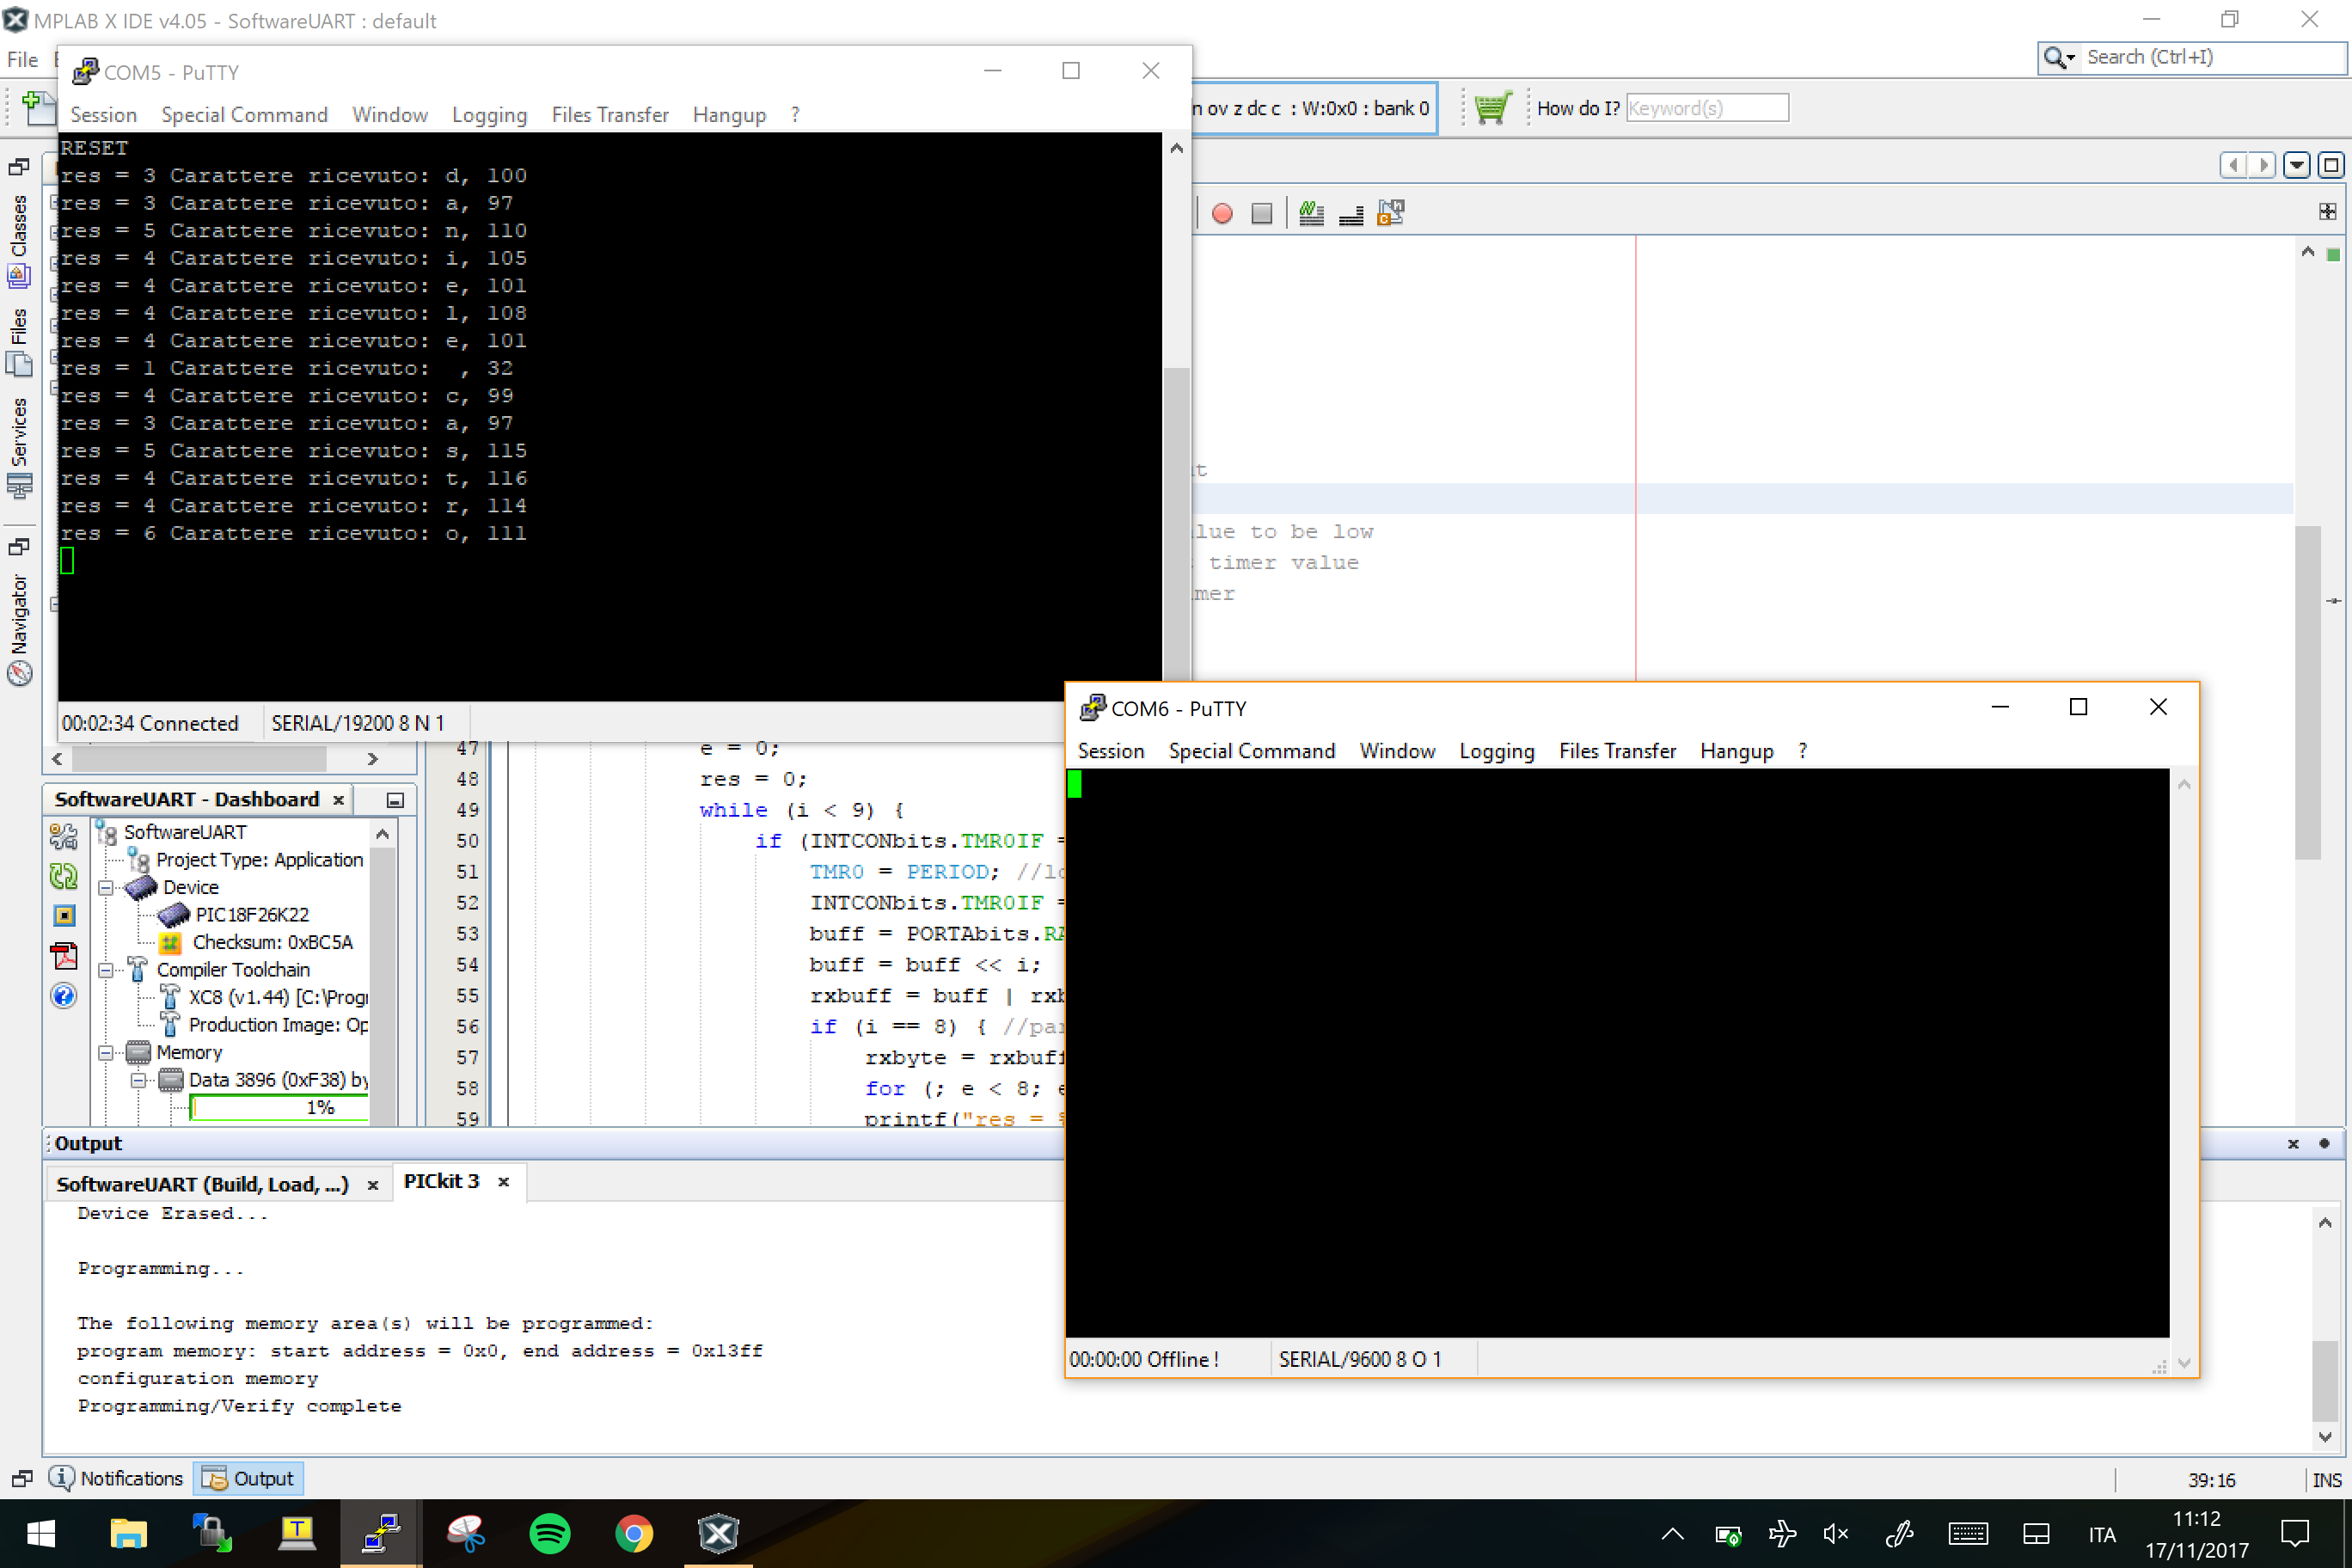 MPLAB X IDE v4.05 - SoftwareUART : default
File
Search (Ctrl+I)
COM5 - PuTTY
Session Special Command Window Logging Files Transfer Hangup ?
n ov z dc c : W:0x0 : bank 0
How do I? Keyword(s)
Classes
Files
Services
Navigator
RESET
res = 3 Carattere ricevuto: d, 100
res = 3 Carattere ricevuto: a, 97
res = 5 Carattere ricevuto: n, 110
res = 4 Carattere ricevuto: i, 105
res = 4 Carattere ricevuto: e, 101
res = 4 Carattere ricevuto: l, 108
res = 4 Carattere ricevuto: e, 101
res = 1 Carattere ricevuto:  , 32
res = 4 Carattere ricevuto: c, 99
res = 3 Carattere ricevuto: a, 97
res = 5 Carattere ricevuto: s, 115
res = 4 Carattere ricevuto: t, 116
res = 4 Carattere ricevuto: r, 114
res = 6 Carattere ricevuto: o, 111
00:02:34 Connected SERIAL/19200 8 N 1
to be low
timer value
COM6 - PuTTY
Session Special Command Window Logging Files Transfer Hangup ?
00:00:00 Offline ! SERIAL/9600 8 O 1
47 e = 0;
48 res = 0;
49 while (i < 9) {
50 if (INTCONbits.TMR0IF =
51 TMR0 = PERIOD; //lo
52 INTCONbits.TMR0IF =
53 buff = PORTAbits.RA
54 buff = buff << i;
55 rxbuff = buff | rxb
56 if (i == 8) { //par
57 rxbyte = rxbuff
58 for (; e < 8; e
59 printf("res = %
SoftwareUART - Dashboard
SoftwareUART
Project Type: Application
Device
PIC18F26K22
Checksum: 0xBC5A
Compiler Toolchain
XC8 (v1.44) [C:\Progr
Production Image: Op
Memory
Data 3896 (0xF38) by
1%
Output
SoftwareUART (Build, Load, ...) PICkit 3
Device Erased...
Programming...
The following memory area(s) will be programmed:
program memory: start address = 0x0, end address = 0x13ff
configuration memory
Programming/Verify complete
Notifications Output
39:16 INS
ITA
11:12
17/11/2017